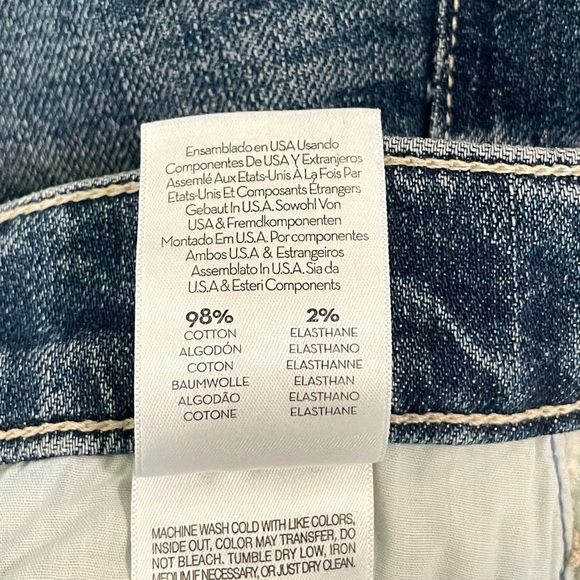 Ensamblado en USA Usando
Componentes De USA Y Extranjeros
Assemlé Aux Etats-Unis À La Fois Par
Etats-Unis Et Composants Étrangers
Gebaut In U.S.A. Sowohl Von
USA & Fremdkomponenten
Montado Em U.S.A. Por componentes
Ambos U.S.A & Estrangeiros
Assemblato In U.S.A. Sia da
U.S.A & Esteri Components
98% 2%
COTTON ELASTHANE
ALGODÓN ELASTHANO
COTON ELASTHANNE
BAUMWOLLE ELASTHAN
ALGODÃO ELASTHANO
COTONE ELASTHANE
MACHINE WASH COLD WITH LIKE COLORS,
INSIDE OUT, COLOR MAY TRANSFER, DO
NOT BLEACH. TUMBLE DRY LOW, IRON
MEDIUM IF NECESSARY, OR JUST DRY CLEAN.